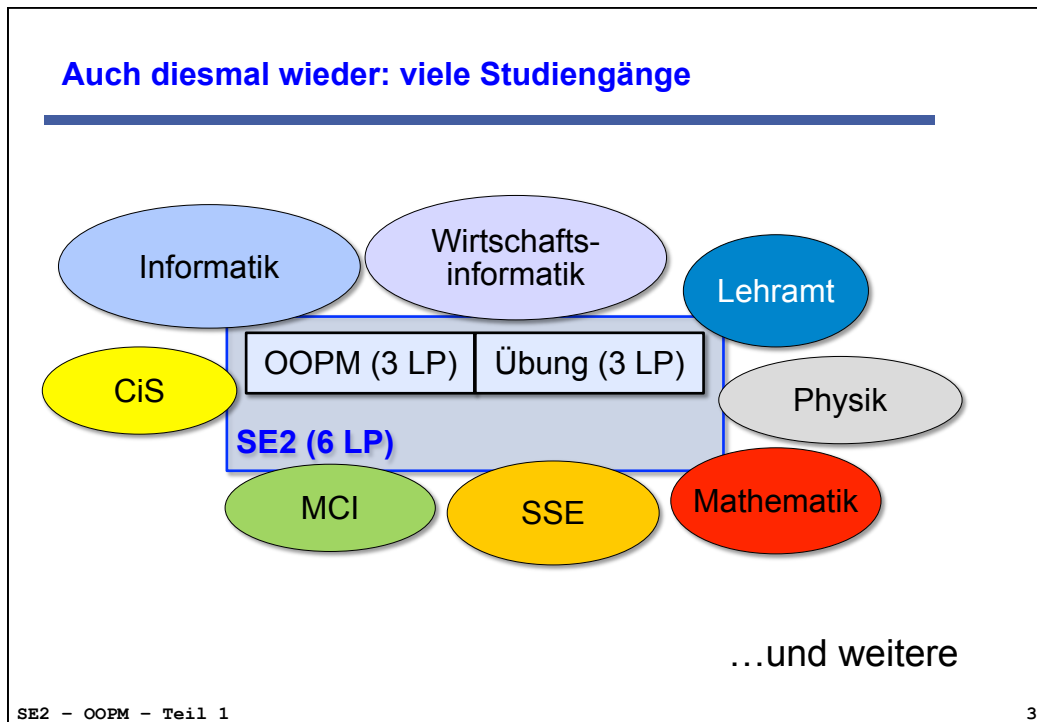 Auch diesmal wieder: viele Studiengänge
Informatik
Wirtschafts-
informatik
Lehramt
OOPM (3 LP)
Übung (3 LP)
CiS
Physik
SE2 (6 LP)
MCI
SSE
Mathematik
…und weitere
SE2 – OOPM – Teil 1
3